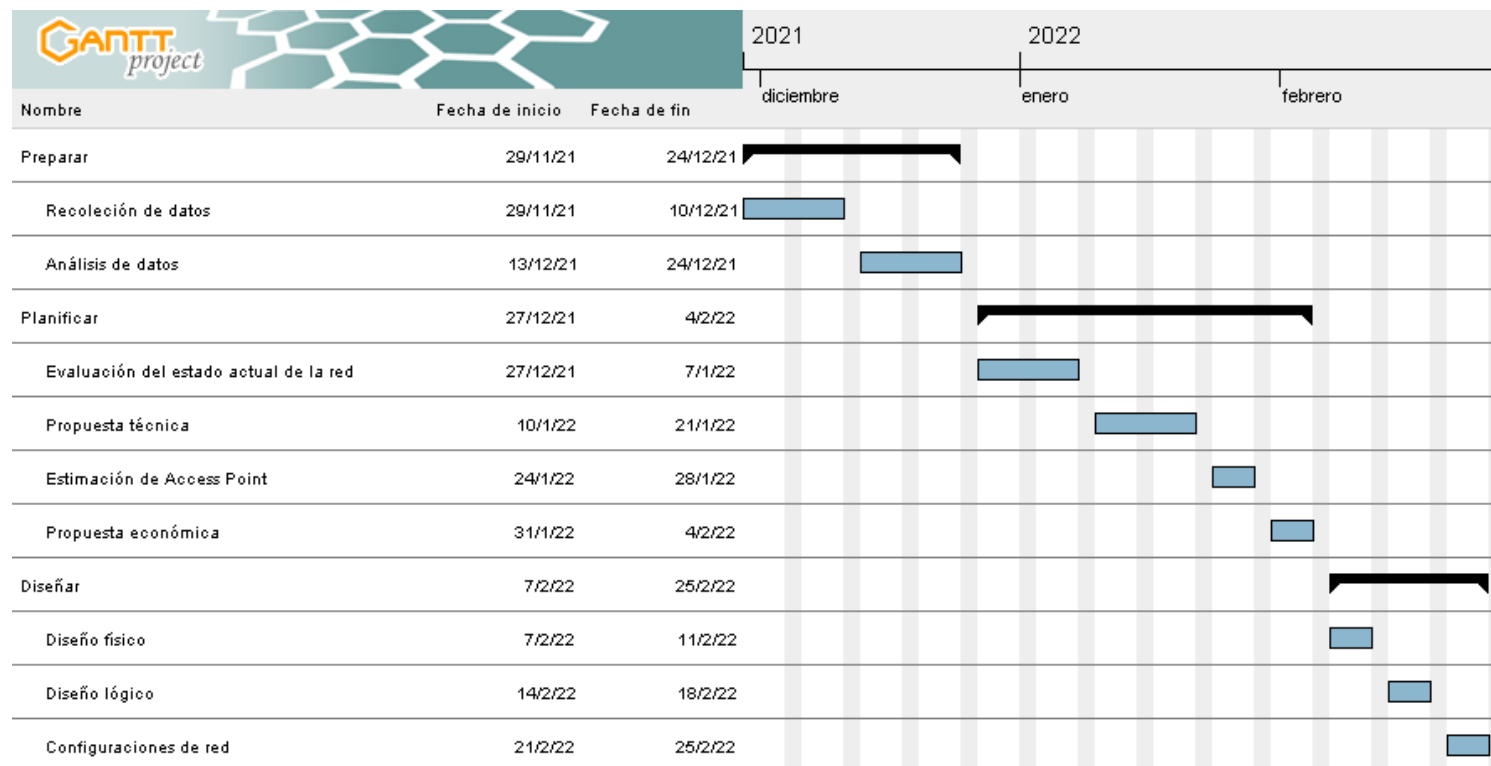 GANTT
project
2021 2022
diciembre enero febrero
Nombre Fecha de inicio Fecha de fin
Preparar 29/11/21 24/12/21
Recoleción de datos 29/11/21 10/12/21
Análisis de datos 13/12/21 24/12/21
Planificar 27/12/21 4/2/22
Evaluación del estado actual de la red 27/12/21 7/1/22
Propuesta técnica 10/1/22 21/1/22
Estimación de Access Point 24/1/22 28/1/22
Propuesta económica 31/1/22 4/2/22
Diseñar 7/2/22 25/2/22
Diseño físico 7/2/22 11/2/22
Diseño lógico 14/2/22 18/2/22
Configuraciones de red 21/2/22 25/2/22